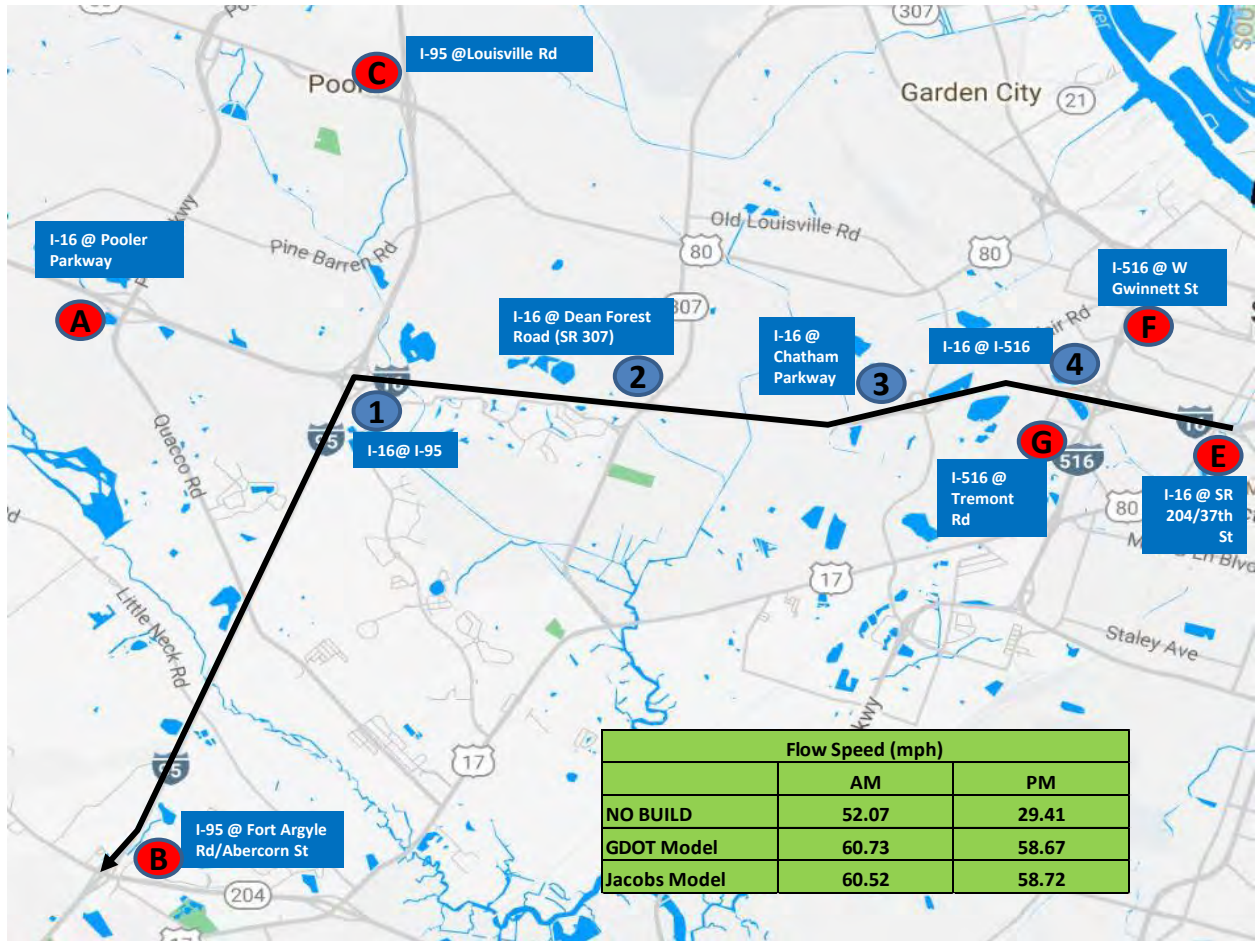 307
I-95 @Louisville Rd
C
Garden City
21
Old Louisville Rd
80
80
I-16 @ Pooler
Parkway
Pine Barren Rd
A
I-16 @ Dean Forest
Road (SR 307)
307
2
I-16 @
Chatham
Parkway
3
I-16 @ I-516
4
I-516 @ W
Gwinnett St
F
1
95
I-16@ I-95
Quacco Rd
G
516
I-516 @
Tremont
Rd
16
E
I-16 @ SR
204/37th
St
80
17
Little Neck Rd
Staley Ave
17
95
I-95 @ Fort Argyle
Rd/Abercorn St
B
204
17
Flow Speed (mph)
AM PM
NO BUILD 52.07 29.41
GDOT Model 60.73 58.67
Jacobs Model 60.52 58.72